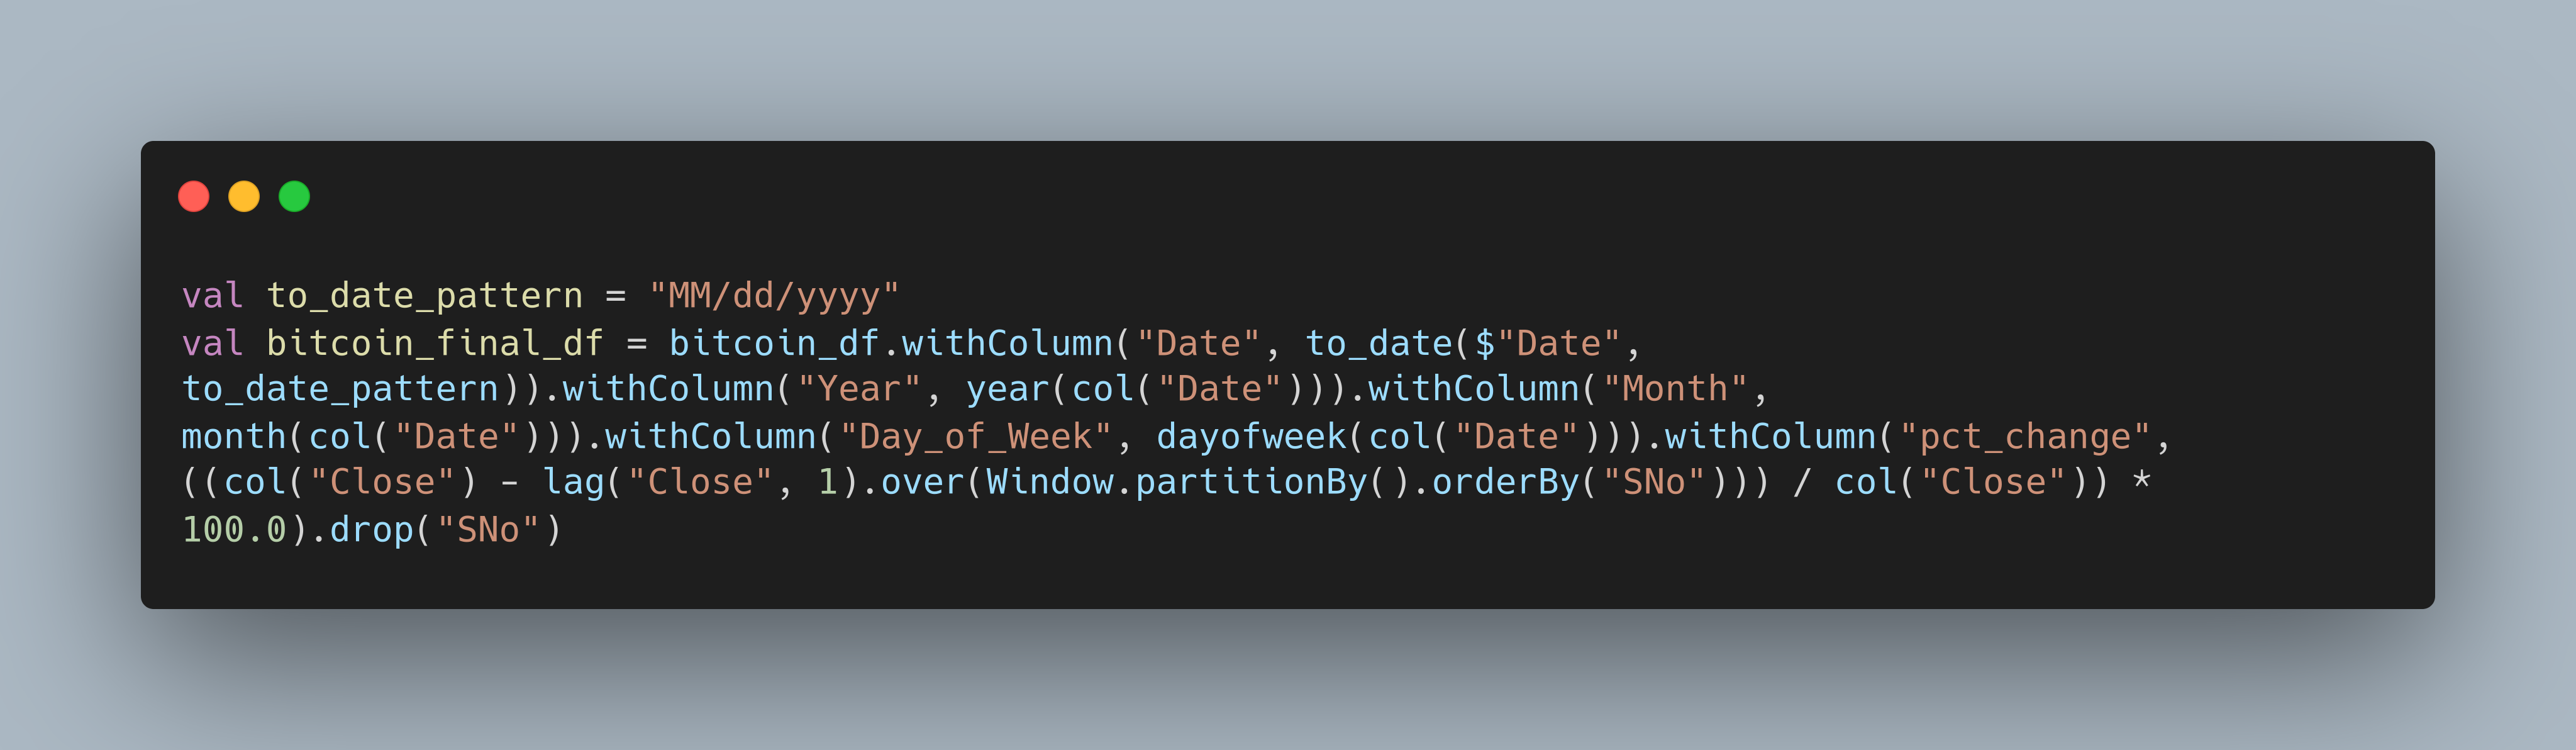 val to_date_pattern = "MM/dd/yyyy"
val bitcoin_final_df = bitcoin_df.withColumn("Date", to_date($"Date",
to_date_pattern)).withColumn("Year", year(col("Date"))).withColumn("Month",
month(col("Date"))).withColumn("Day_of_Week", dayofweek(col("Date"))).withColumn("pct_change",
((col("Close") - lag("Close", 1).over(Window.partitionBy().orderBy("SNo"))) / col("Close")) *
100.0).drop("SNo")